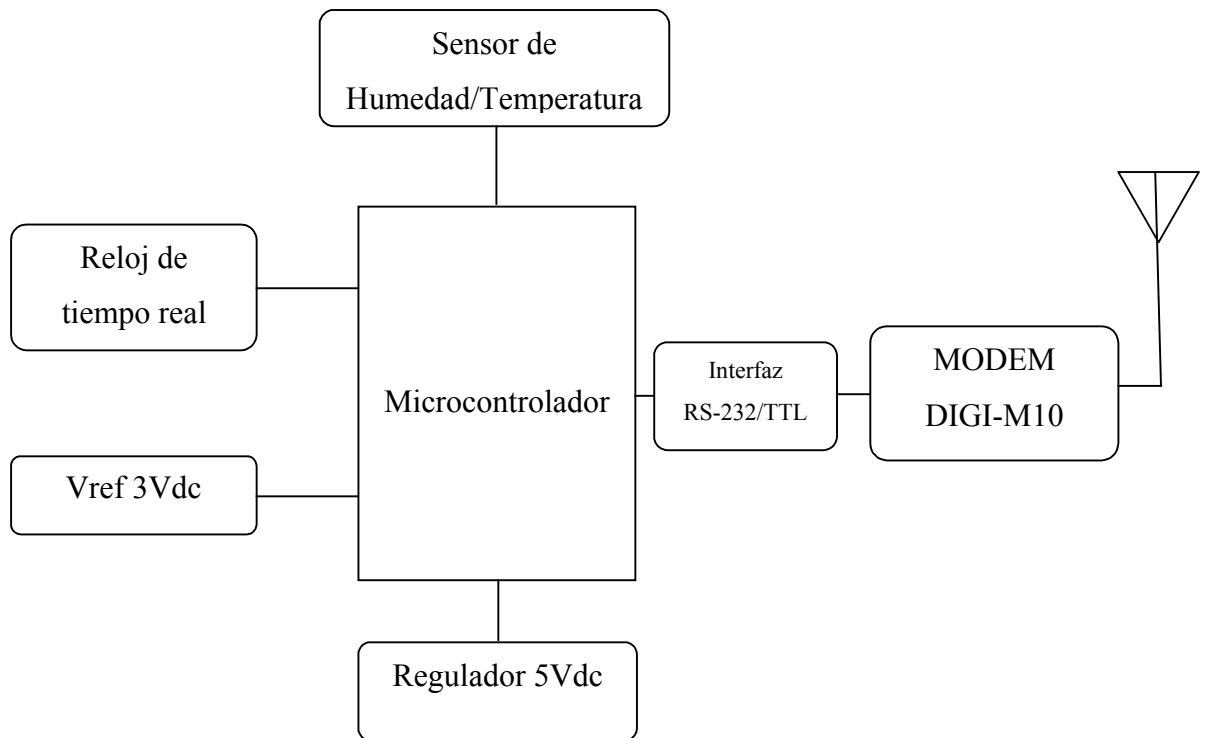 Sensor de
Humedad/Temperatura
Reloj de
tiempo real
Microcontrolador
Interfaz
RS-232/TTL
MODEM
DIGI-M10
Vref 3Vdc
Regulador 5Vdc